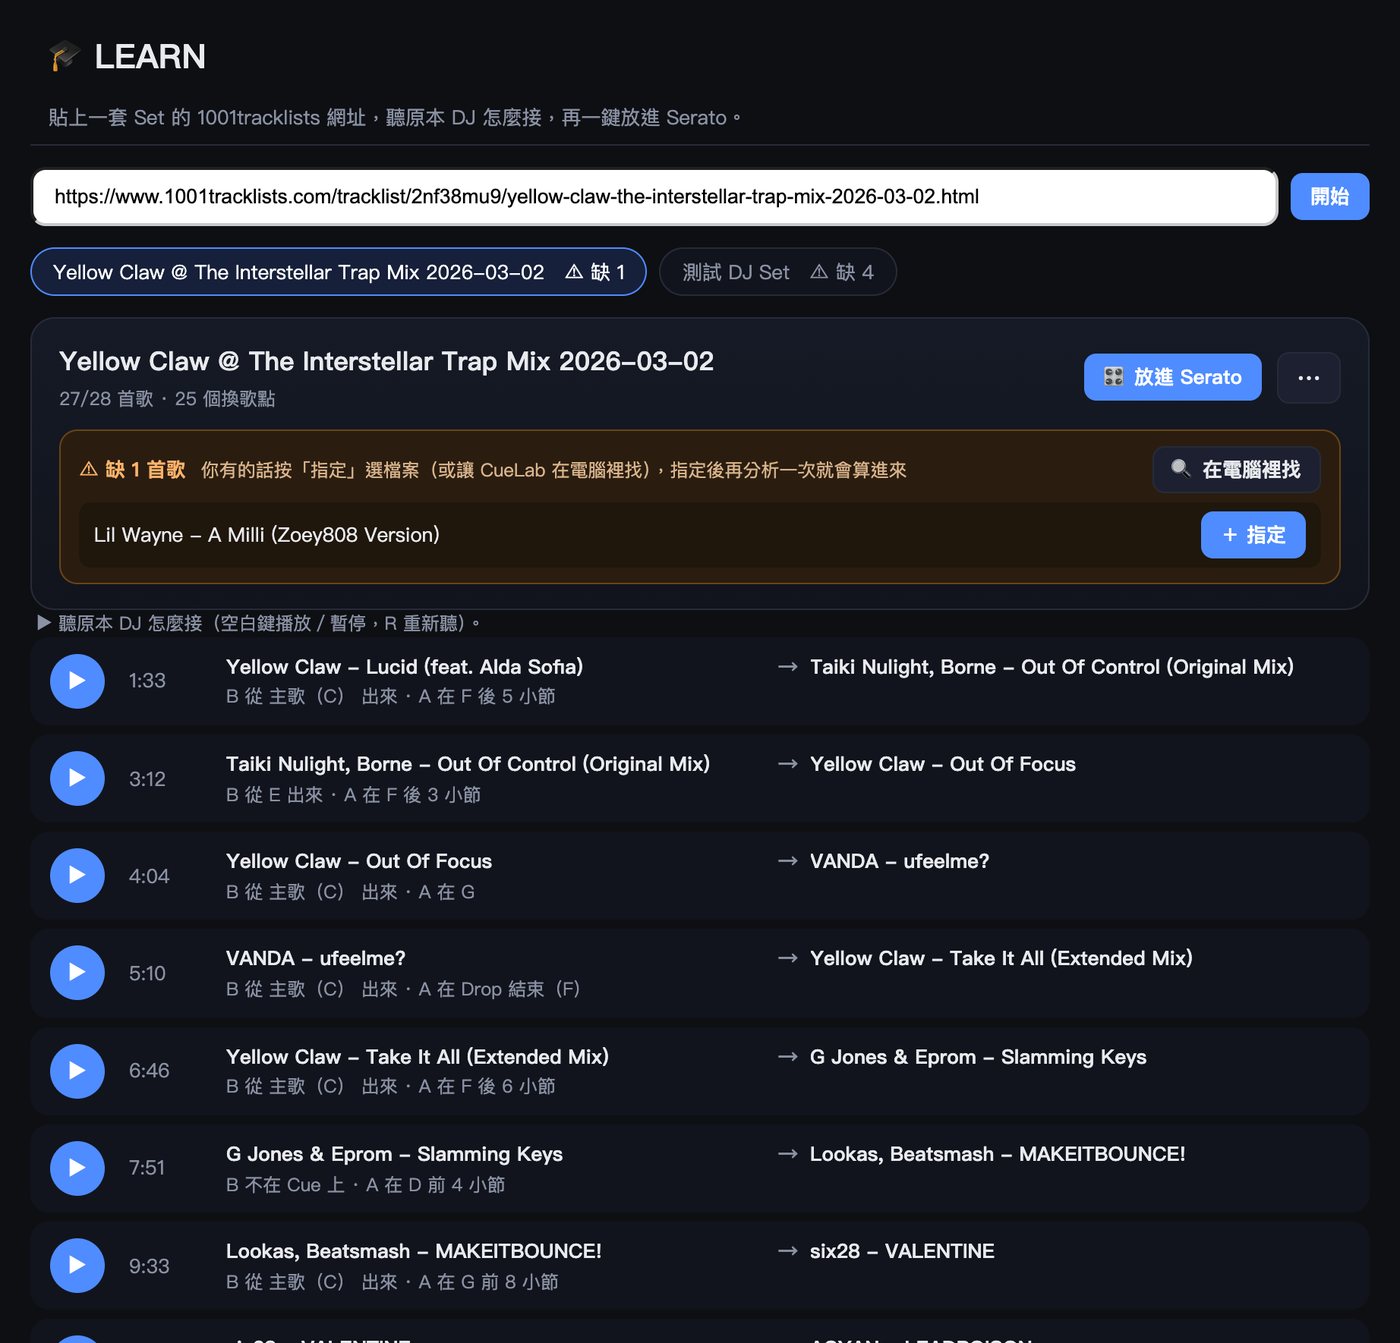 LEARN
貼上一套 Set 的 1001tracklists 網址，聽原本 DJ 怎麼接，再一鍵放進 Serato。
https://www.1001tracklists.com/tracklist/2nf38mu9/yellow-claw-the-interstellar-trap-mix-2026-03-02.html
開始
Yellow Claw @ The Interstellar Trap Mix 2026-03-02 ⚠ 缺 1
測試 DJ Set ⚠ 缺 4
Yellow Claw @ The Interstellar Trap Mix 2026-03-02
27/28 首歌 · 25 個換歌點
放進 Serato
⚠ 缺 1 首歌 你有的話按「指定」選檔案（或讓 CueLab 在電腦裡找），指定後再分析一次就會算進來
在電腦裡找
Lil Wayne – A Milli (Zoey808 Version)
+ 指定
▶ 聽原本 DJ 怎麼接（空白鍵播放 / 暫停，R 重新聽）。
1:33
Yellow Claw – Lucid (feat. Alda Sofia)
→ Taiki Nulight, Borne – Out Of Control (Original Mix)
B 從 主歌（C） 出來 · A 在 F 後 5 小節
3:12
Taiki Nulight, Borne – Out Of Control (Original Mix)
→ Yellow Claw – Out Of Focus
B 從 E 出來 · A 在 F 後 3 小節
4:04
Yellow Claw – Out Of Focus
→ VANDA – ufeelme?
B 從 主歌（C） 出來 · A 在 G
5:10
VANDA – ufeelme?
→ Yellow Claw – Take It All (Extended Mix)
B 從 主歌（C） 出來 · A 在 Drop 結束（F）
6:46
Yellow Claw – Take It All (Extended Mix)
→ G Jones & Eprom – Slamming Keys
B 從 主歌（C） 出來 · A 在 F 後 6 小節
7:51
G Jones & Eprom – Slamming Keys
→ Lookas, Beatsmash – MAKEITBOUNCE!
B 不在 Cue 上 · A 在 D 前 4 小節
9:33
Lookas, Beatsmash – MAKEITBOUNCE!
→ six28 – VALENTINE
B 從 主歌（C） 出來 · A 在 G 前 8 小節